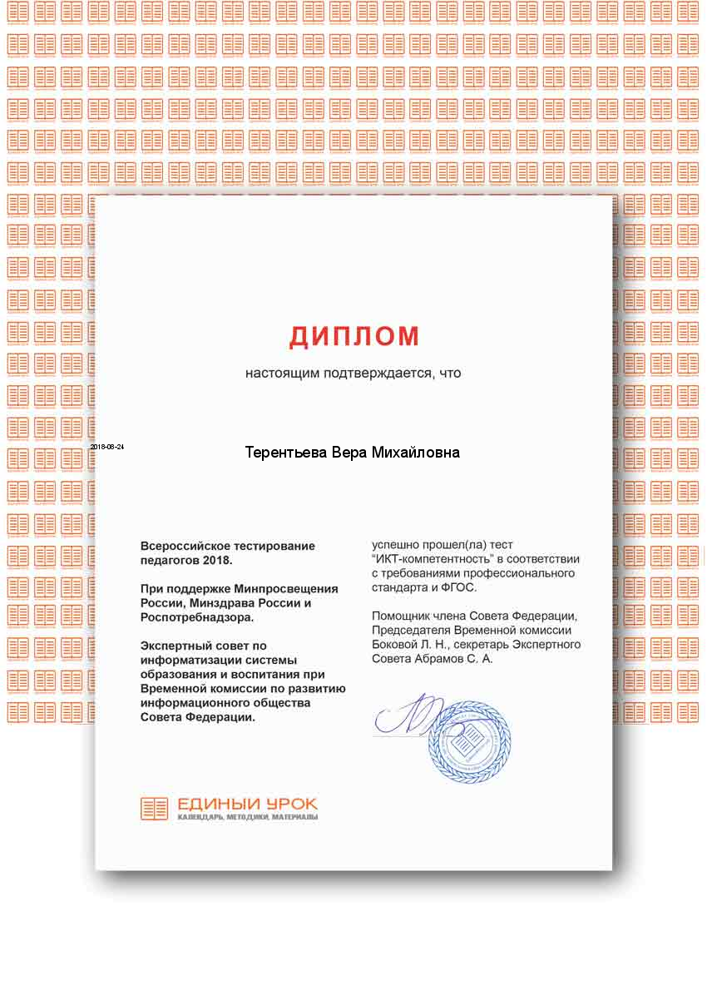 ДИПЛОМ
настоящим подтверждается, что
2018-08-24
Терентьева Вера Михайловна
Всероссийское тестирование
педагогов 2018.
При поддержке Минпросвещения
России, Минздрава России и
Роспотребнадзора.
Экспертный совет по
информатизации системы
образования и воспитания при
Временной комиссии по развитию
информационного общества
Совета Федерации.
успешно прошел(ла) тест
“ИКТ-компетентность” в соответствии
с требованиями профессионального
стандарта и ФГОС.
Помощник члена Совета Федерации,
Председателя Временной комиссии
Боковой Л. Н., секретарь Экспертного
Совета Абрамов С. А.
ЕДИНЫЙ УРОК
КАЛЕНДАРЬ, МЕТОДИКИ, МАТЕРИАЛЫ